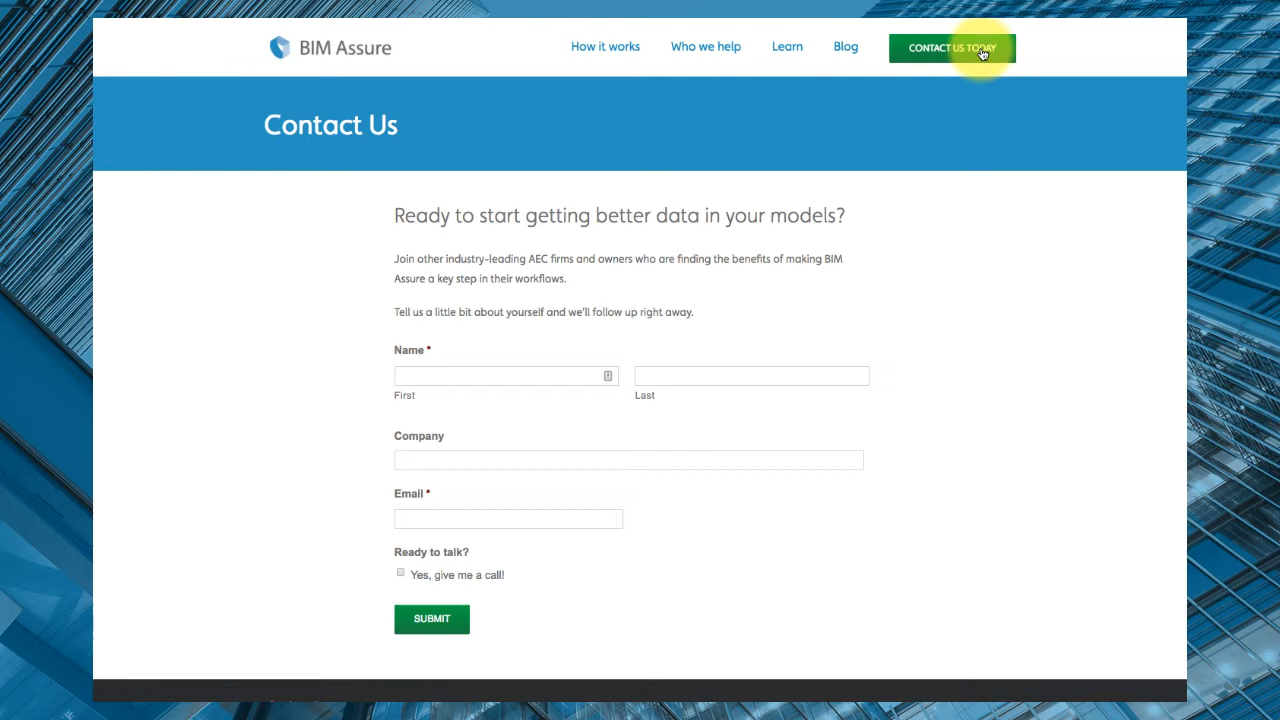 BIM Assure
How it works
Who we help
Learn
Blog
CONTACT US TODAY
Contact Us
Ready to start getting better data in your models?
Join other industry-leading AEC firms and owners who are finding the benefits of making BIM
Assure a key step in their workflows.
Tell us a little bit about yourself and we'll follow up right away.
Name *
First
Last
Company
Email *
Ready to talk?
Yes, give me a call!
SUBMIT